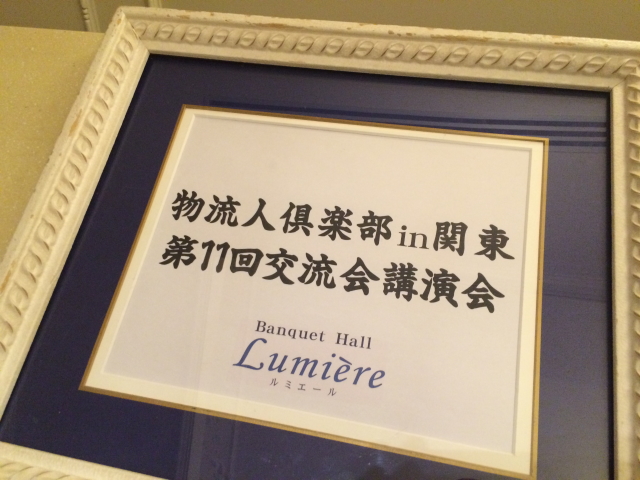 物流人倶楽部in関東
第11回交流会講演会
Banquet Hall
Lumière
ルミエール